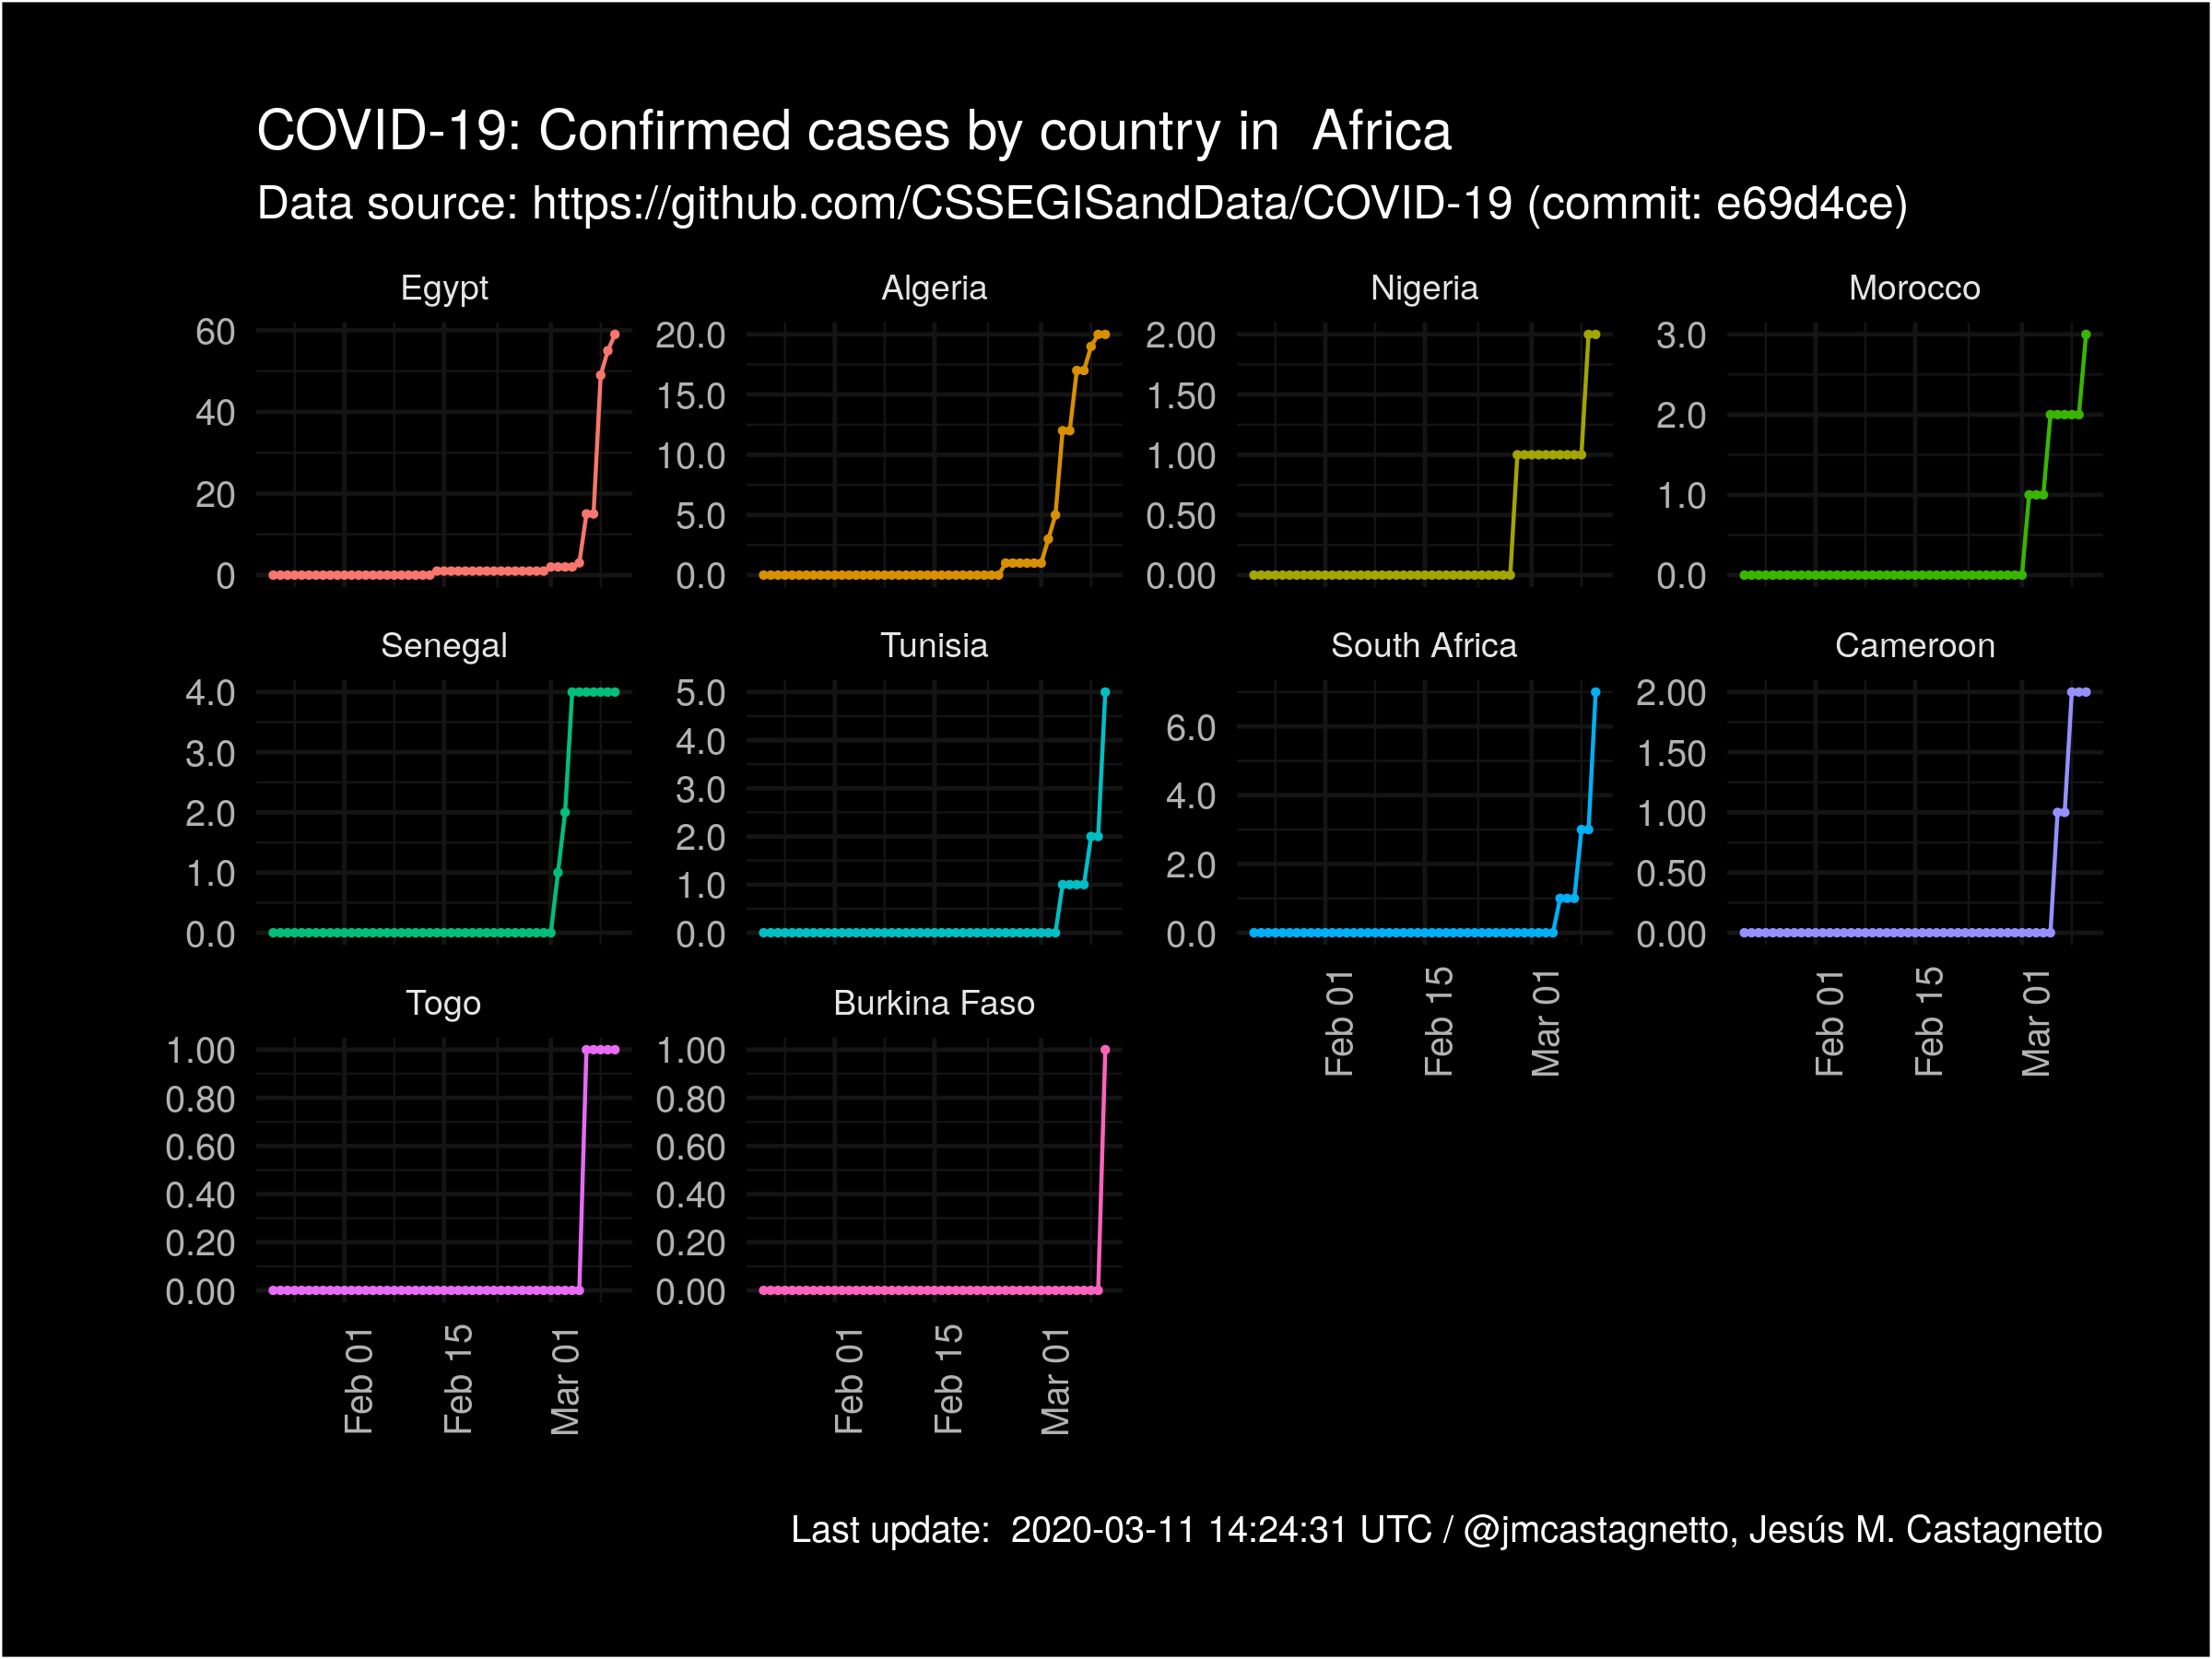 COVID-19: Confirmed cases by country in  Africa
Data source: https://github.com/CSSEGISandData/COVID-19 (commit: e69d4ce)
Egypt
60
40
20
0
Algeria
20.0
15.0
10.0
5.0
0.0
Nigeria
2.00
1.50
1.00
0.50
0.00
Morocco
3.0
2.0
1.0
0.0
Senegal
4.0
3.0
2.0
1.0
0.0
Tunisia
5.0
4.0
3.0
2.0
1.0
0.0
South Africa
6.0
4.0
2.0
0.0
Feb 01
Feb 15
Mar 01
Cameroon
2.00
1.50
1.00
0.50
0.00
Feb 01
Feb 15
Mar 01
Togo
1.00
0.80
0.60
0.40
0.20
0.00
Feb 01
Feb 15
Mar 01
Burkina Faso
1.00
0.80
0.60
0.40
0.20
0.00
Feb 01
Feb 15
Mar 01
Last update:  2020-03-11 14:24:31 UTC / @jmcastagnetto, Jesús M. Castagnetto